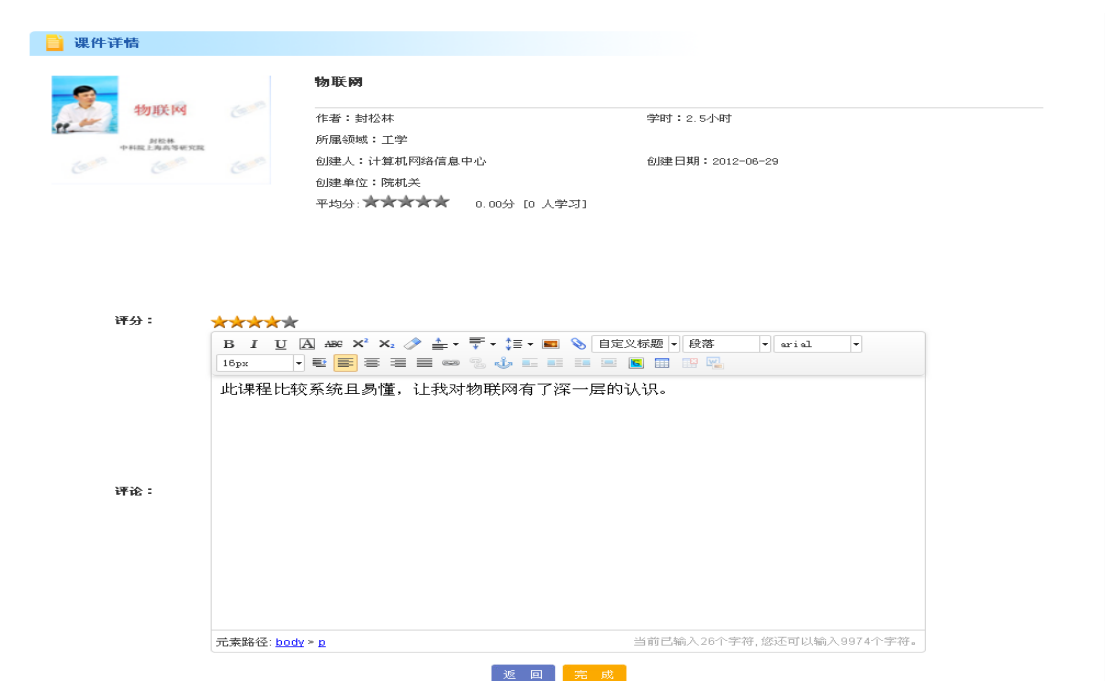 课件详情
物联网
物联网
封松林
中科院上海高等研究院
作者：封松林 学时：2.5小时
所属领域：工学
创建人：计算机网络信息中心 创建日期：2012-06-29
创建单位：院机关
平均分: 0.00分 [0 人学习]
评分：
B I U A ABC X² X₂ 自定义标题 段落 arial
16px
此课程比较系统且易懂，让我对物联网有了深一层的认识。
评论：
元素路径: body > p 当前已输入26个字符, 您还可以输入9974个字符。
返 回 完 成